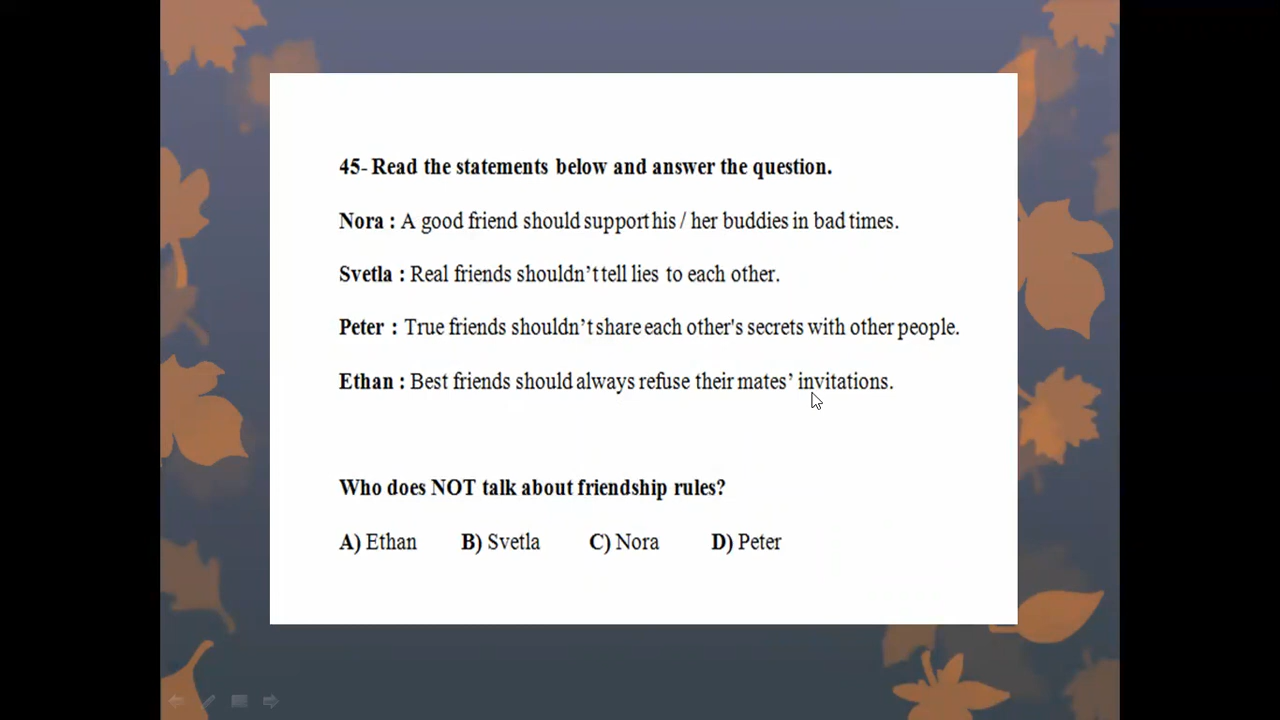 45- Read the statements below and answer the question.
Nora : A good friend should support his / her buddies in bad times.
Svetla : Real friends shouldn’t tell lies to each other.
Peter : True friends shouldn’t share each other's secrets with other people.
Ethan : Best friends should always refuse their mates’ invitations.
Who does NOT talk about friendship rules?
A) Ethan B) Svetla C) Nora D) Peter